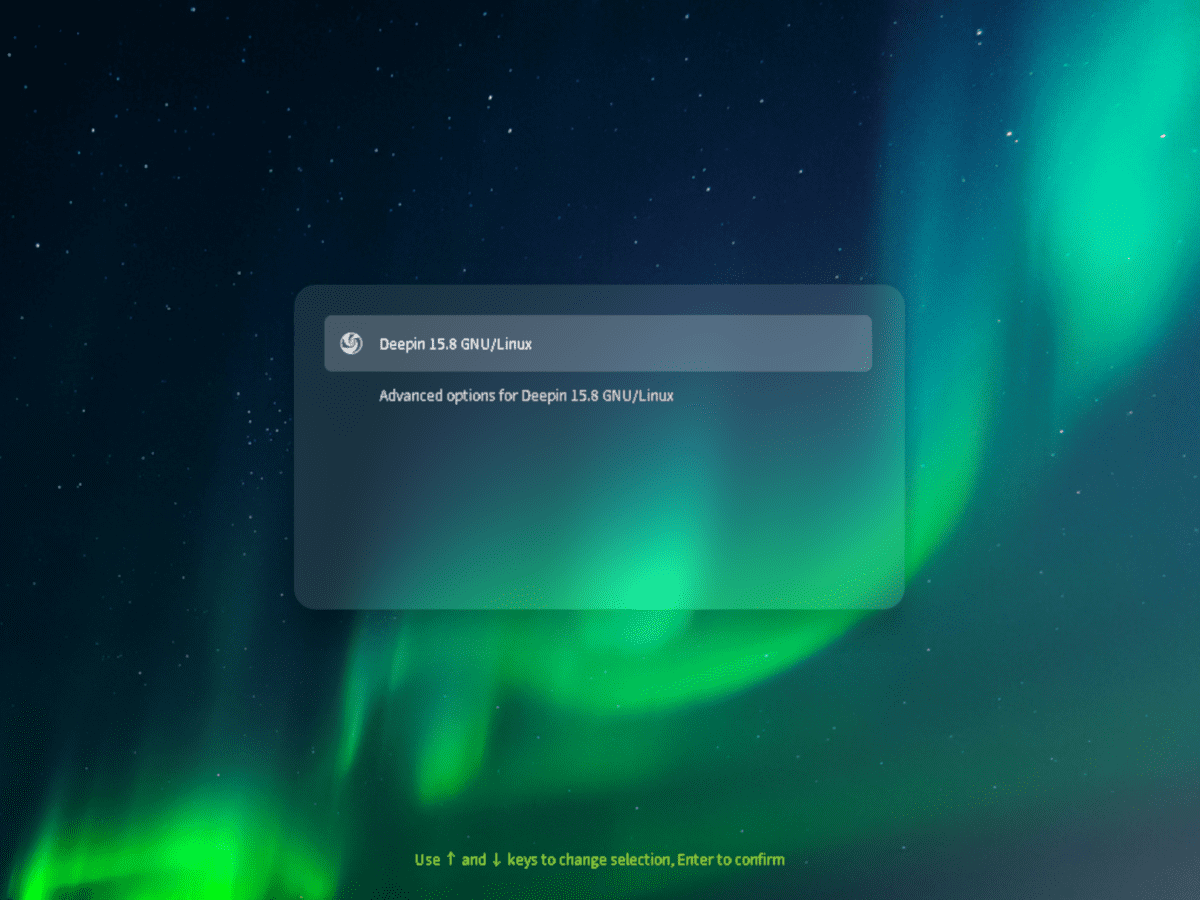 Deepin 15.8 GNU/Linux
Advanced options for Deepin 15.8 GNU/Linux
Use ↑ and ↓ keys to change selection, Enter to confirm